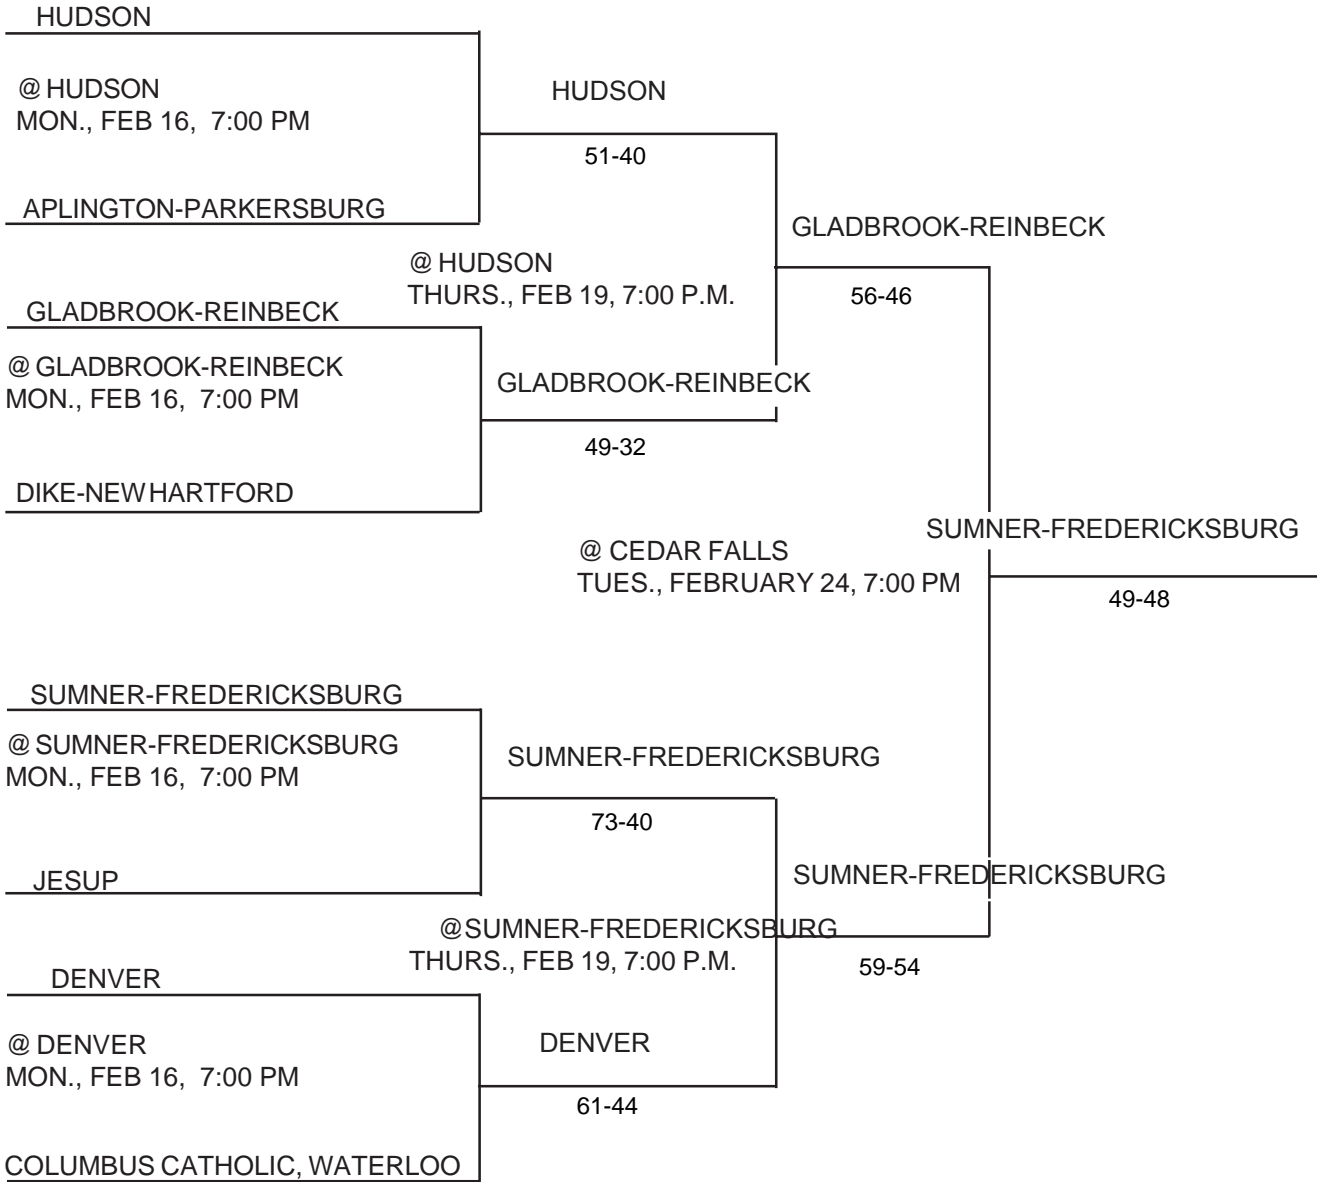 HUDSON
@ HUDSON
MON., FEB 16, 7:00 PM
HUDSON
51-40
APLINGTON-PARKERSBURG
GLADBROOK-REINBECK
@ HUDSON
THURS., FEB 19, 7:00 P.M.
56-46
GLADBROOK-REINBECK
@ GLADBROOK-REINBECK
MON., FEB 16, 7:00 PM
GLADBROOK-REINBECK
49-32
DIKE-NEW HARTFORD
SUMNER-FREDERICKSBURG
@ CEDAR FALLS
TUES., FEBRUARY 24, 7:00 PM
49-48
SUMNER-FREDERICKSBURG
@ SUMNER-FREDERICKSBURG
MON., FEB 16, 7:00 PM
SUMNER-FREDERICKSBURG
73-40
JESUP
SUMNER-FREDERICKSBURG
@SUMNER-FREDERICKSBURG
THURS., FEB 19, 7:00 P.M.
59-54
DENVER
@ DENVER
MON., FEB 16, 7:00 PM
DENVER
61-44
COLUMBUS CATHOLIC, WATERLOO